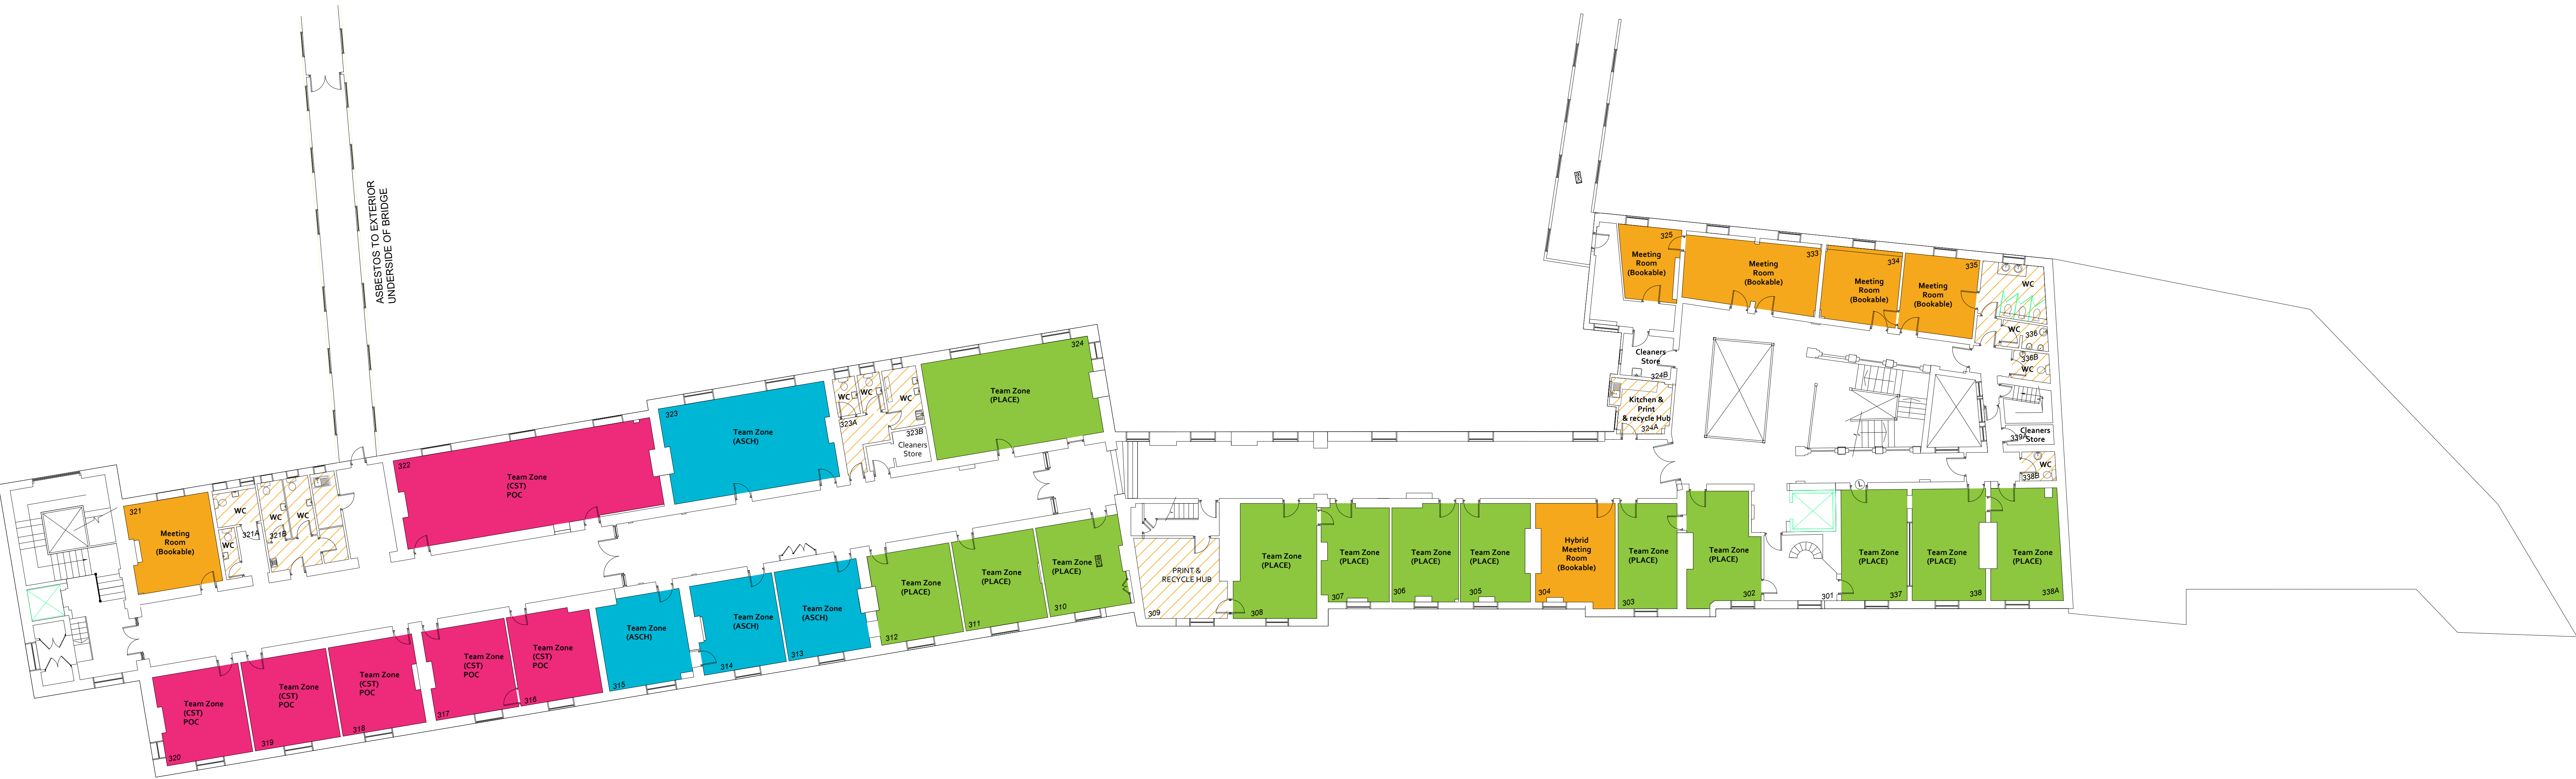 ASBESTOS TO EXTERIOR
UNDERSIDE OF BRIDGE
321
Meeting
Room
(Bookable)
WC
WC
321A
WC
WC
321B
322
Team Zone
(CST)
POC
323
Team Zone
(ASCH)
WC
WC
WC
323A
323B
Cleaners
Store
324
Team Zone
(PLACE)
320
Team Zone
(CST)
POC
319
Team Zone
(CST)
POC
318
Team Zone
(CST)
POC
317
Team Zone
(CST)
POC
316
Team Zone
(CST)
POC
315
Team Zone
(ASCH)
314
Team Zone
(ASCH)
313
Team Zone
(ASCH)
312
Team Zone
(PLACE)
311
Team Zone
(PLACE)
310
Team Zone
(PLACE)
309
PRINT &
RECYCLE HUB
308
Team Zone
(PLACE)
307
Team Zone
(PLACE)
306
Team Zone
(PLACE)
305
Team Zone
(PLACE)
304
Hybrid
Meeting
Room
(Bookable)
303
Team Zone
(PLACE)
302
Team Zone
(PLACE)
301
337
Team Zone
(PLACE)
338
Team Zone
(PLACE)
338A
Team Zone
(PLACE)
325
Meeting
Room
(Bookable)
333
Meeting
Room
(Bookable)
334
Meeting
Room
(Bookable)
335
Meeting
Room
(Bookable)
WC
WC
336
336B
WC
Cleaners
Store
324B
Kitchen &
Print
& recycle Hub
324A
339A
Cleaners
Store
WC
338B